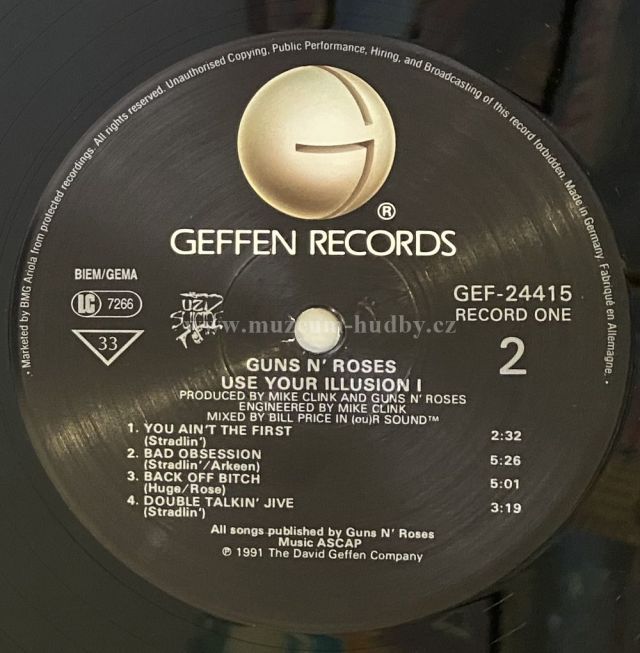 · Marketed by BMG Ariola from protected recordings. All rights reserved. Unauthorised Copying, Public Performance, Hiring, and Broadcasting of this record forbidden. Made in Germany. Fabriqué en Allemagne. ·
G
®
GEFFEN RECORDS
BIEM/GEMA
LC 7266
33
UZI
SUICIDE
GEF-24415
RECORD ONE
2
www.muzeum-hudby.cz
GUNS N' ROSES
USE YOUR ILLUSION I
PRODUCED BY MIKE CLINK AND GUNS N' ROSES
ENGINEERED BY MIKE CLINK
MIXED BY BILL PRICE IN (ou)R SOUND™
1. YOU AIN'T THE FIRST 2:32
(Stradlin')
2. BAD OBSESSION 5:26
(Stradlin'/Arkeen)
3. BACK OFF BITCH 5:01
(Huge/Rose)
4. DOUBLE TALKIN' JIVE 3:19
(Stradlin')
All songs published by Guns N' Roses
Music ASCAP
℗ 1991 The David Geffen Company